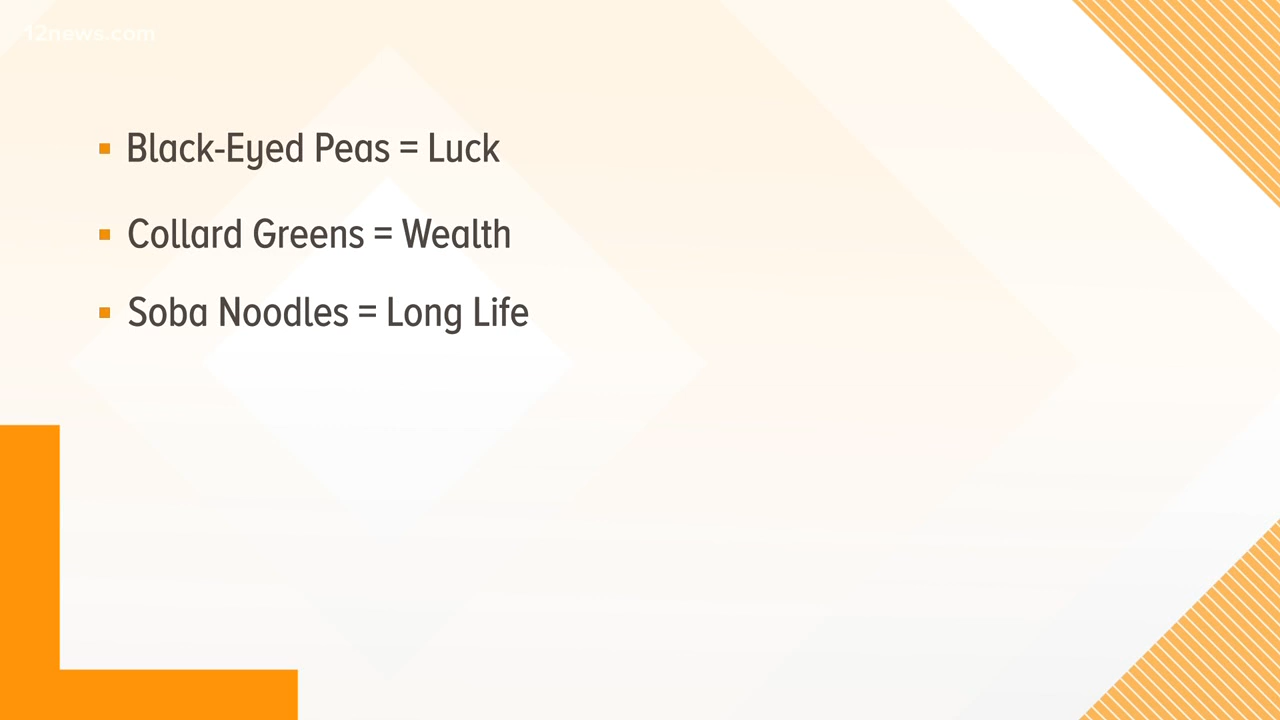 12news.com
Black-Eyed Peas = Luck
Collard Greens = Wealth
Soba Noodles = Long Life